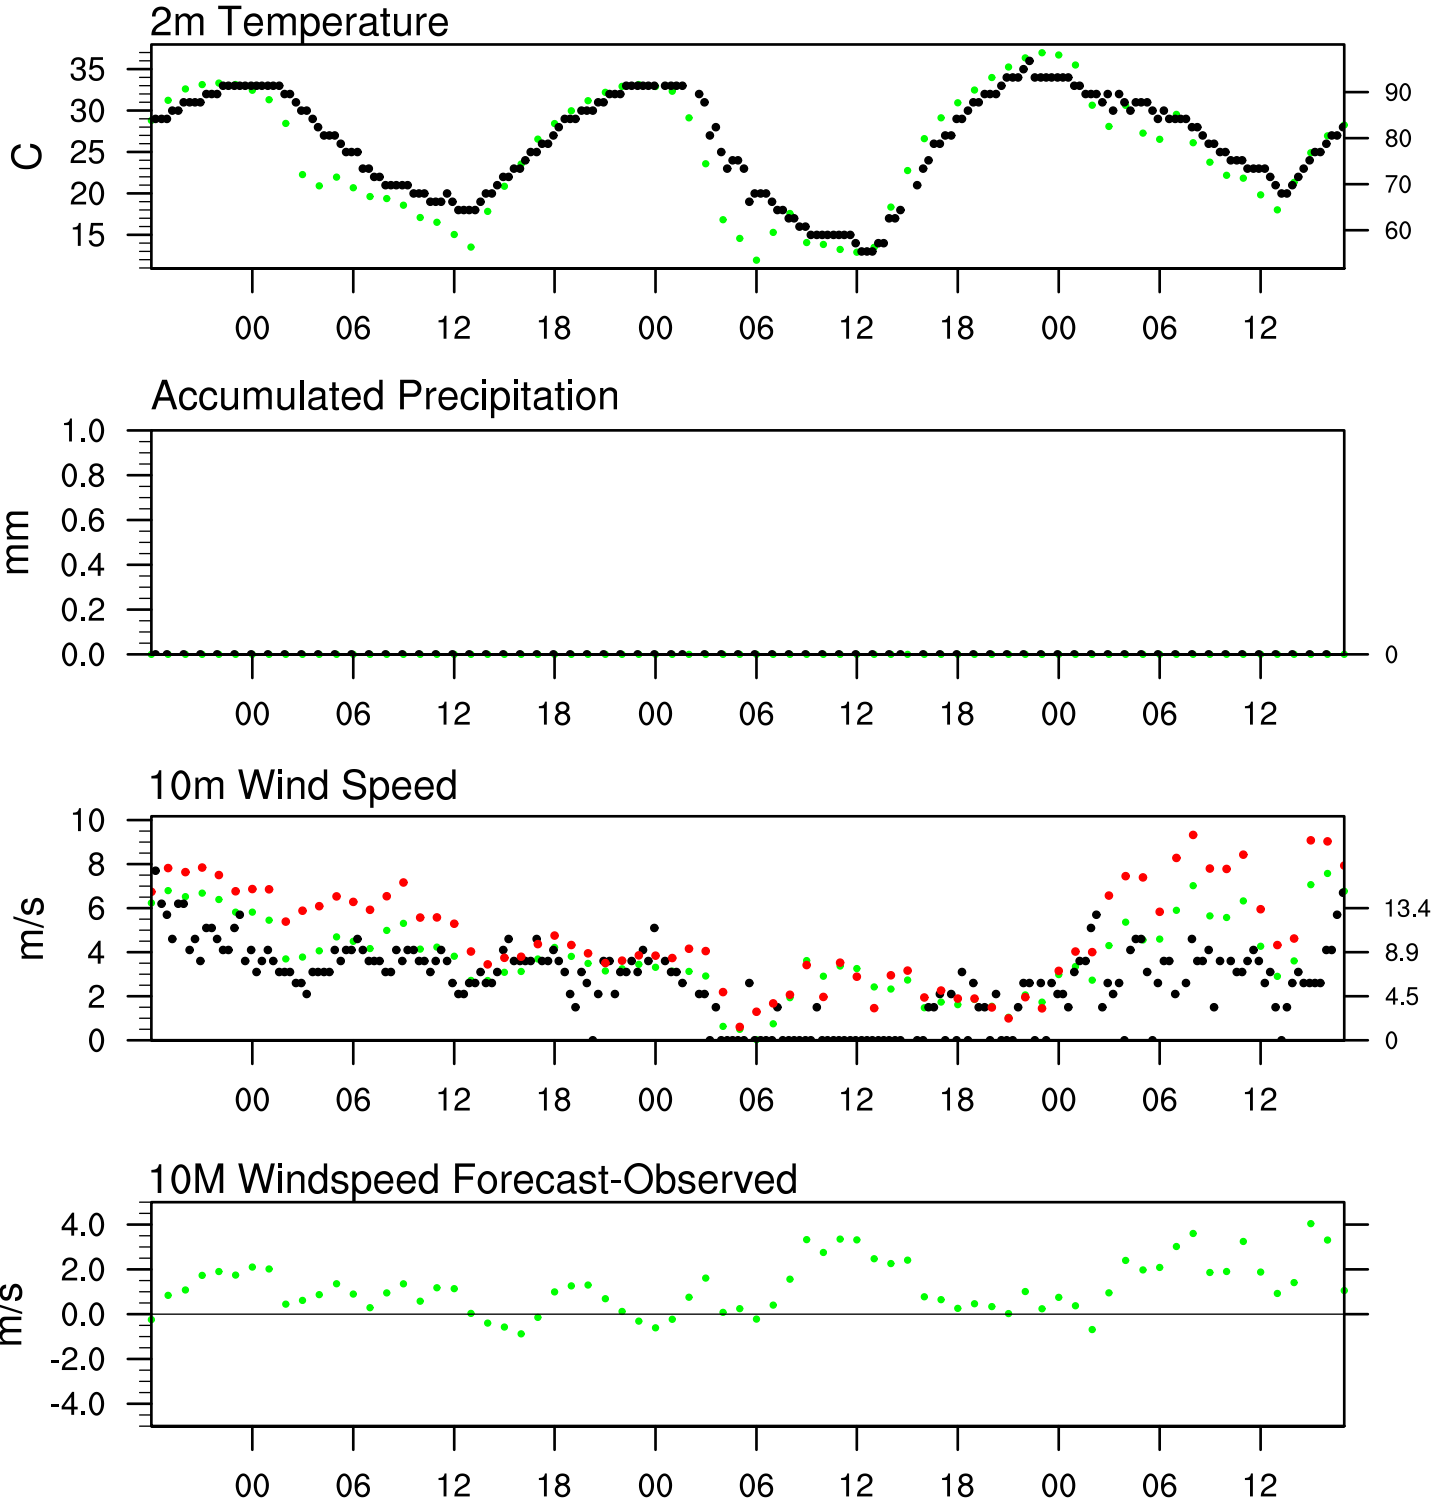 2m Temperature
35
30
25
20
15
C
90
80
70
60
00 06 12 18 00 06 12 18 00 06 12
Accumulated Precipitation
1.0
0.8
0.6
0.4
0.2
0.0
mm
0
00 06 12 18 00 06 12 18 00 06 12
10m Wind Speed
10
8
6
4
2
0
m/s
13.4
8.9
4.5
0
00 06 12 18 00 06 12 18 00 06 12
10M Windspeed Forecast-Observed
4.0
2.0
0.0
-2.0
-4.0
m/s
00 06 12 18 00 06 12 18 00 06 12